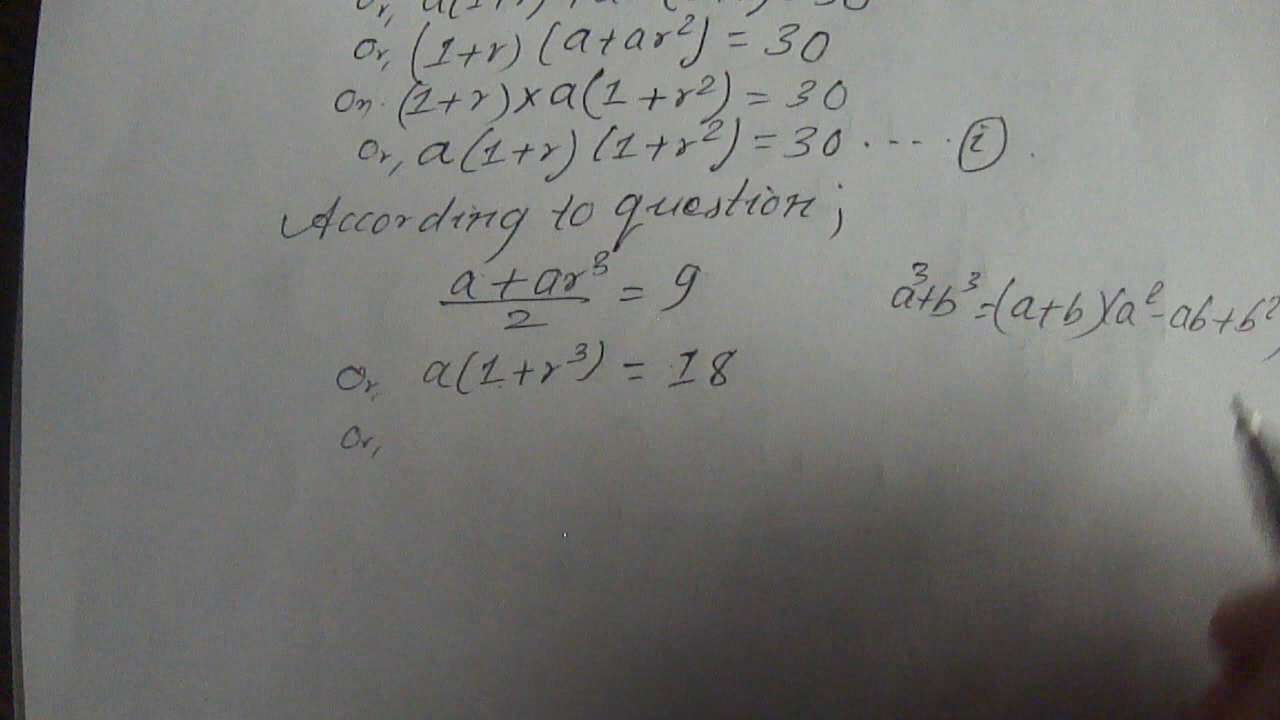 Or, (1+r) (a+ar²) = 30
Or (1+r)×a(1+r²) = 30
Or, a(1+r) (1+r²) = 30 ..... (i)
According to question;
(a+ar³)/2 = 9
a³+b³=(a+b)(a²-ab+b²)
Or, a(1+r³) = 18
Or,